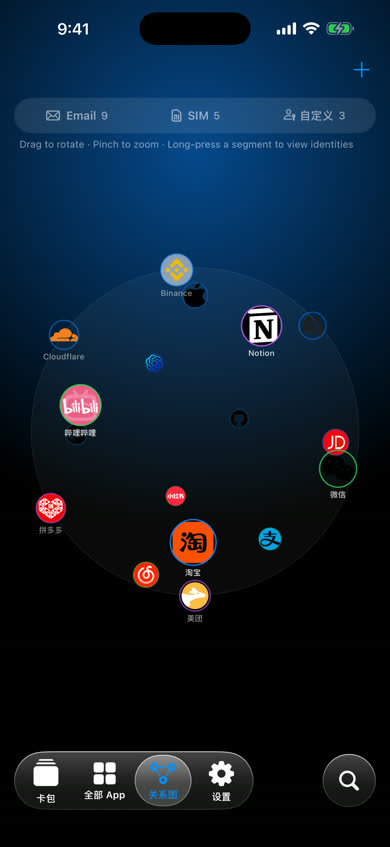 9:41
Email 9
SIM 5
自定义 3
Drag to rotate · Pinch to zoom · Long-press a segment to view identities
Binance
N
Notion
Cloudflare
bilibili
哔哩哔哩
JD
微信
小红书
拼多多
淘
淘宝
支
美团
卡包
全部 App
关系图
设置